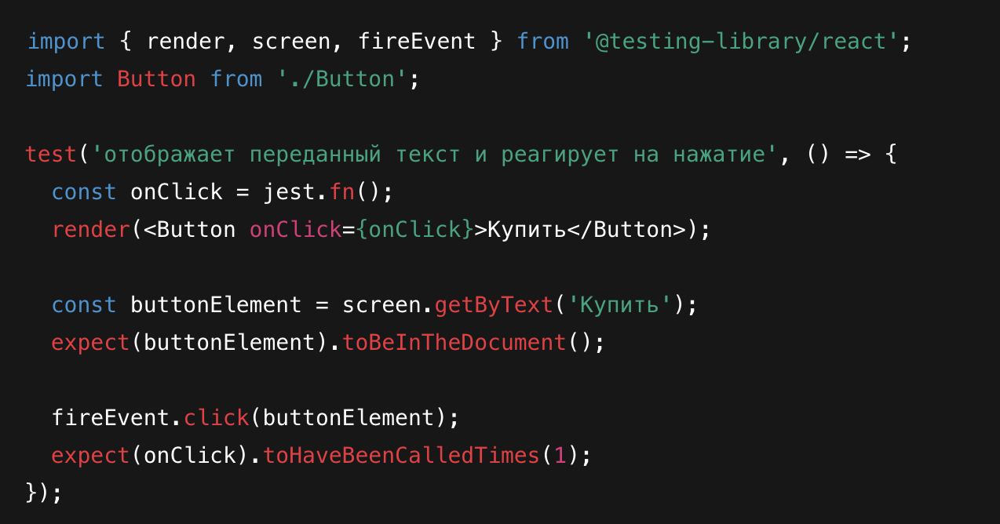 import { render, screen, fireEvent } from '@testing-library/react';
import Button from './Button';
test('отображает переданный текст и реагирует на нажатие', () => {
const onClick = jest.fn();
render(<Button onClick={onClick}>Купить</Button>);
const buttonElement = screen.getByText('Купить');
expect(buttonElement).toBeInTheDocument();
fireEvent.click(buttonElement);
expect(onClick).toHaveBeenCalledTimes(1);
});